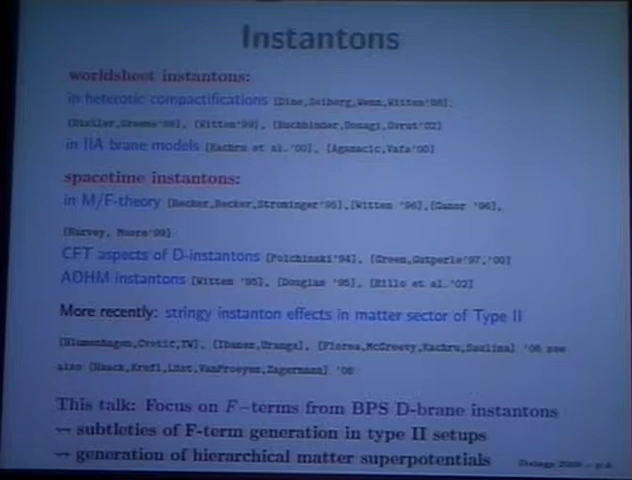 Instantons
worldsheet instantons:
in heterotic compactifications [Dine,Seiberg,Wenn,Witten'86],
[Distler,Greene'88], [Witten'99], [Buchbinder,Donagi,Ovrut'02]
in IIA brane models [Kachru et al.'00], [Aganacic,Vafa'00]
spacetime instantons:
in M/F-theory [Becker,Becker,Strominger'95],[Witten '96],[Ganor '96],
[Harvey, Moore'99]
CFT aspects of D-instantons [Polchinski'94], [Green,Gutperle'97,'00]
ADHM instantons [Witten '95], [Douglas '95], [Billo et al.'02]
More recently: stringy instanton effects in matter sector of Type II
[Blumenhagen,Cvetic,TW], [Ibanez,Uranga], [Florea,McGreevy,Kachru,Saulina] '06 see
also [Haack,Krefl,Lüst,VanProeyen,Zagermann] '06
This talk: Focus on F-terms from BPS D-brane instantons
⇝ subtleties of F-term generation in type II setups
⇝ generation of hierarchical matter superpotentials